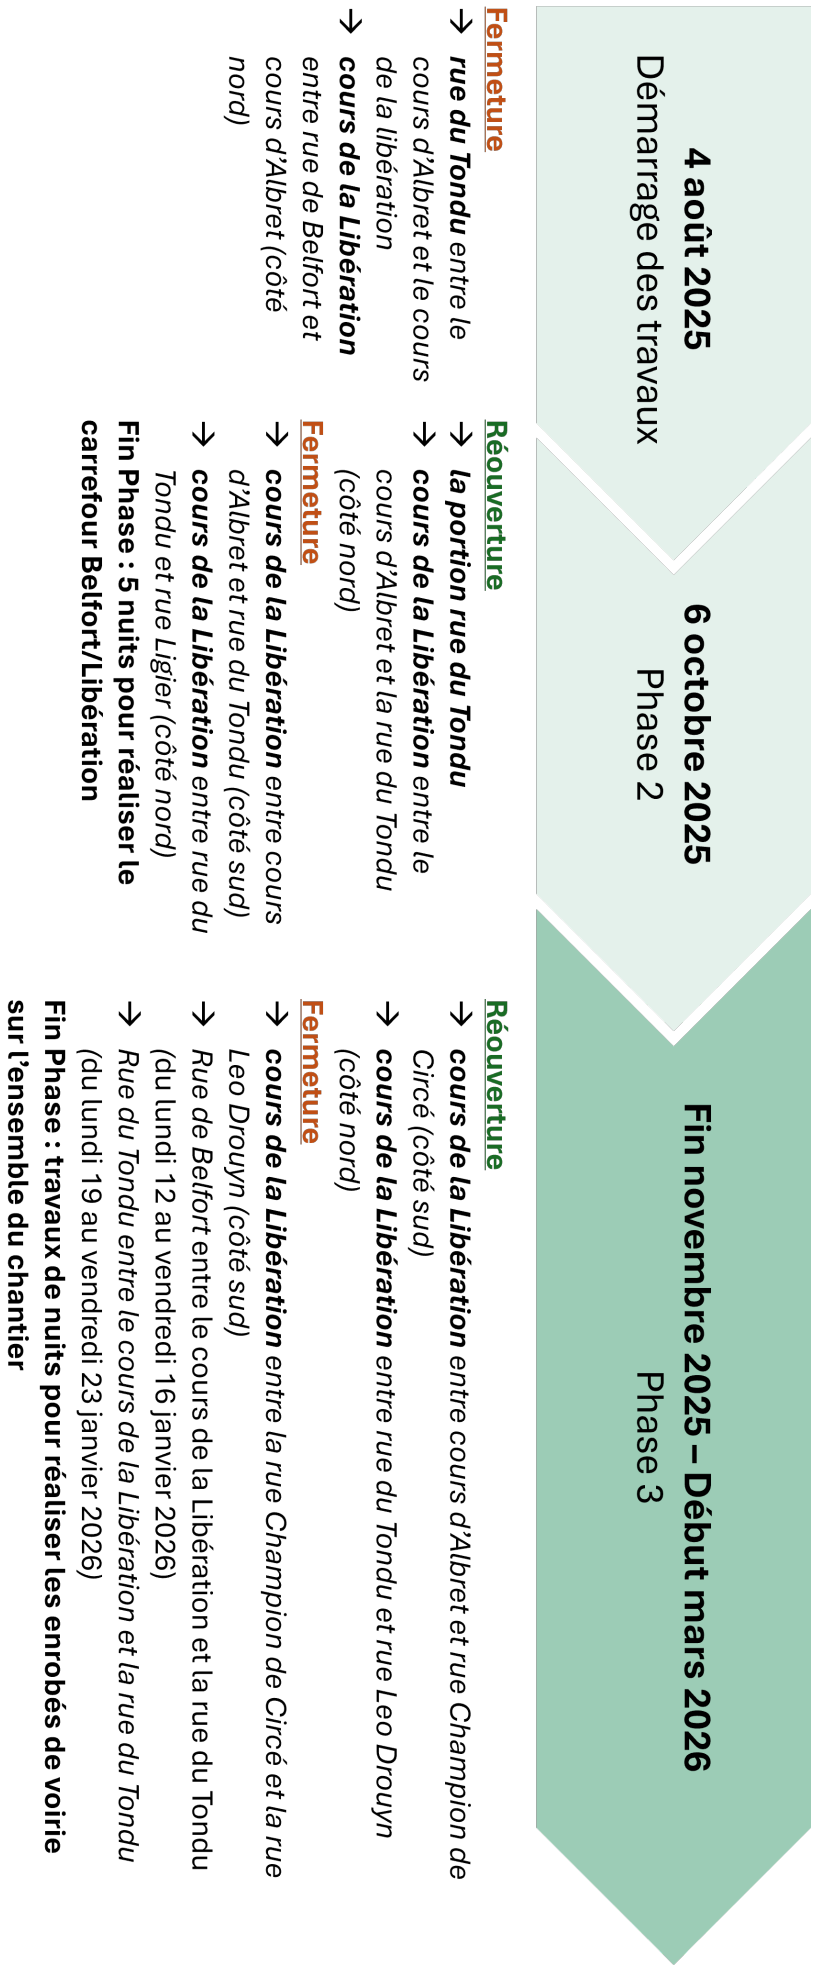 4 août 2025
Démarrage des travaux
6 octobre 2025
Phase 2
Fin novembre 2025 – Début mars 2026
Phase 3
Fermeture
→ rue du Tondu entre le
cours d’Albret et le cours
de la libération
→ cours de la Libération
entre rue de Belfort et
cours d’Albret (côté
nord)
Réouverture
→ la portion rue du Tondu
→ cours de la Libération entre le
cours d’Albret et la rue du Tondu
(côté nord)
Fermeture
→ cours de la Libération entre cours
d’Albret et rue du Tondu (côté sud)
→ cours de la Libération entre rue du
Tondu et rue Ligier (côté nord)
Fin Phase : 5 nuits pour réaliser le
carrefour Belfort/Libération
Réouverture
→ cours de la Libération entre cours d’Albret et rue Champion de
Circé (côté sud)
→ cours de la Libération entre rue du Tondu et rue Leo Drouyn
(côté nord)
Fermeture
→ cours de la Libération entre la rue Champion de Circé et la rue
Leo Drouyn (côté sud)
→ Rue de Belfort entre le cours de la Libération et la rue du Tondu
(du lundi 12 au vendredi 16 janvier 2026)
→ Rue du Tondu entre le cours de la Libération et la rue du Tondu
(du lundi 19 au vendredi 23 janvier 2026)
Fin Phase : travaux de nuits pour réaliser les enrobés de voirie
sur l’ensemble du chantier